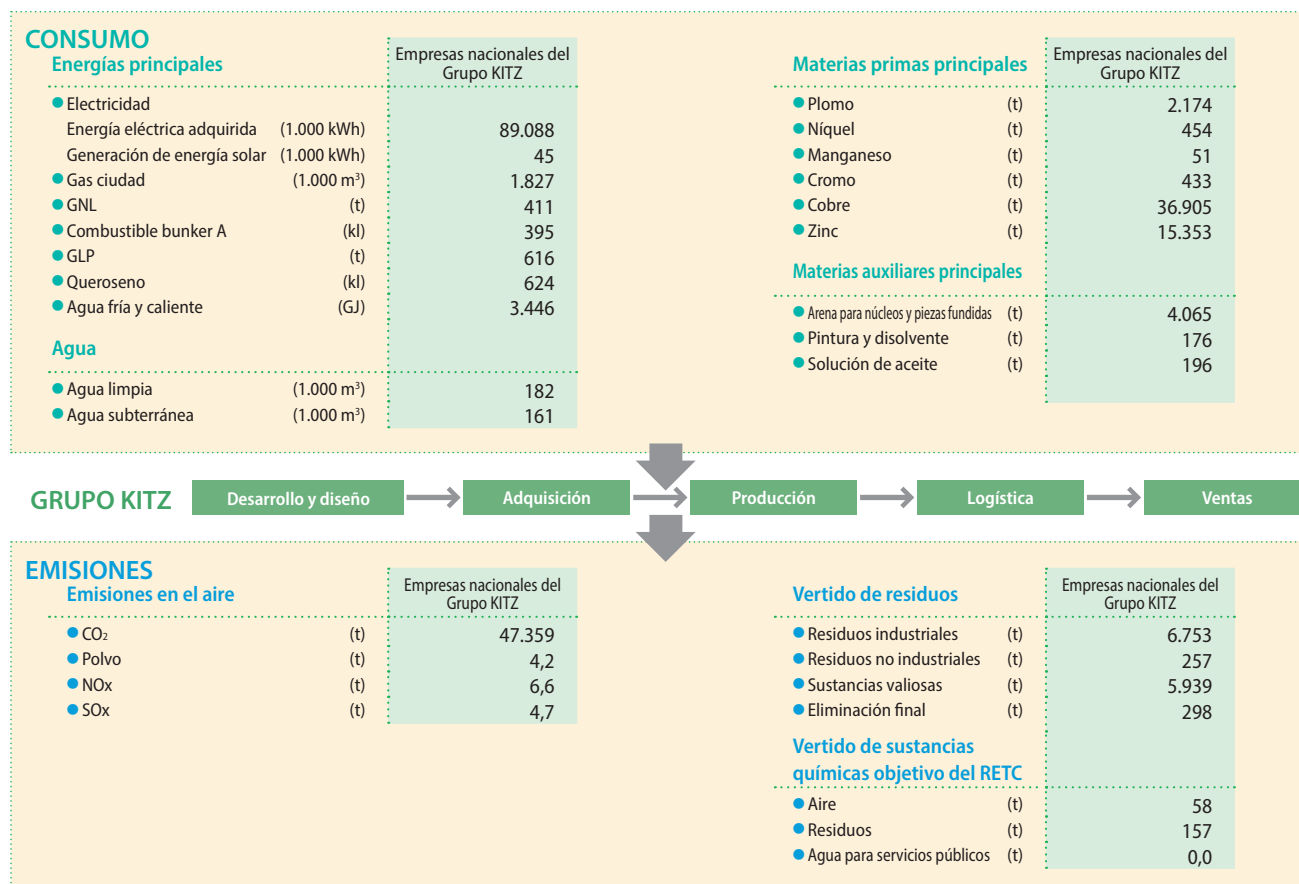 CONSUMO
Energías principales
Empresas nacionales del
Grupo KITZ
Electricidad
Energía eléctrica adquirida (1.000 kWh) 89.088
Generación de energía solar (1.000 kWh) 45
Gas ciudad (1.000 m³) 1.827
GNL (t) 411
Combustible bunker A (kl) 395
GLP (t) 616
Queroseno (kl) 624
Agua fría y caliente (GJ) 3.446
Agua
Agua limpia (1.000 m³) 182
Agua subterránea (1.000 m³) 161
Materias primas principales
Empresas nacionales del
Grupo KITZ
Plomo (t) 2.174
Níquel (t) 454
Manganeso (t) 51
Cromo (t) 433
Cobre (t) 36.905
Zinc (t) 15.353
Materias auxiliares principales
Arena para núcleos y piezas fundidas (t) 4.065
Pintura y disolvente (t) 176
Solución de aceite (t) 196
GRUPO KITZ Desarrollo y diseño Adquisición Producción Logística Ventas
EMISIONES
Emisiones en el aire
Empresas nacionales del
Grupo KITZ
CO₂ (t) 47.359
Polvo (t) 4,2
NOx (t) 6,6
SOx (t) 4,7
Vertido de residuos
Empresas nacionales del
Grupo KITZ
Residuos industriales (t) 6.753
Residuos no industriales (t) 257
Sustancias valiosas (t) 5.939
Eliminación final (t) 298
Vertido de sustancias
químicas objetivo del RETC
Aire (t) 58
Residuos (t) 157
Agua para servicios públicos (t) 0,0